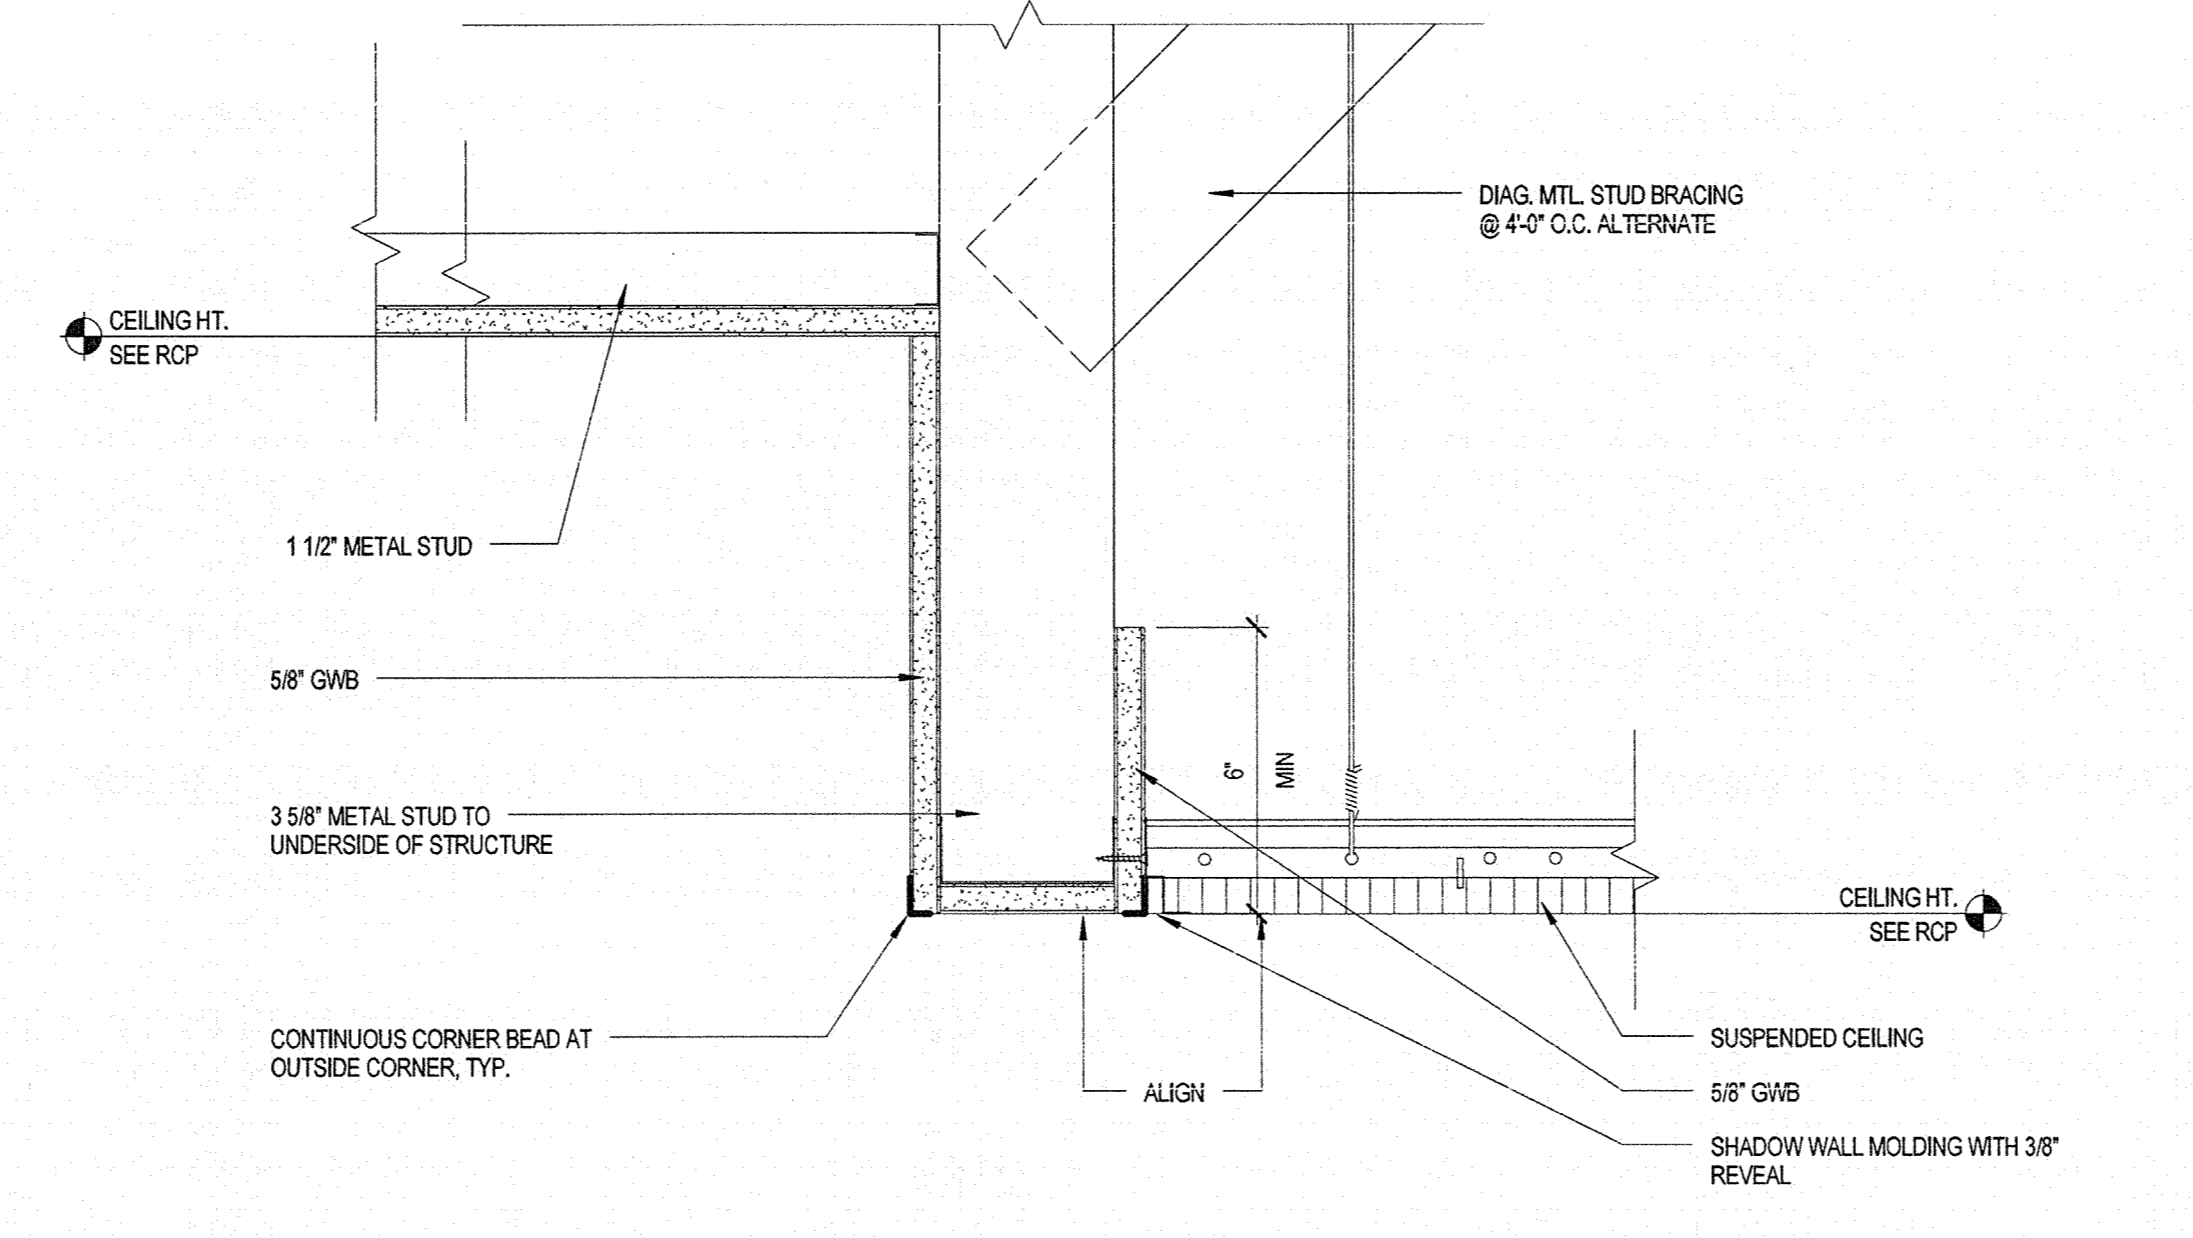 DIAG. MTL. STUD BRACING
@ 4'-0" O.C. ALTERNATE
CEILING HT.
SEE RCP
1 1/2" METAL STUD
5/8" GWB
6"
MIN
3 5/8" METAL STUD TO
UNDERSIDE OF STRUCTURE
CEILING HT.
SEE RCP
CONTINUOUS CORNER BEAD AT
OUTSIDE CORNER, TYP.
ALIGN
SUSPENDED CEILING
5/8" GWB
SHADOW WALL MOLDING WITH 3/8"
REVEAL